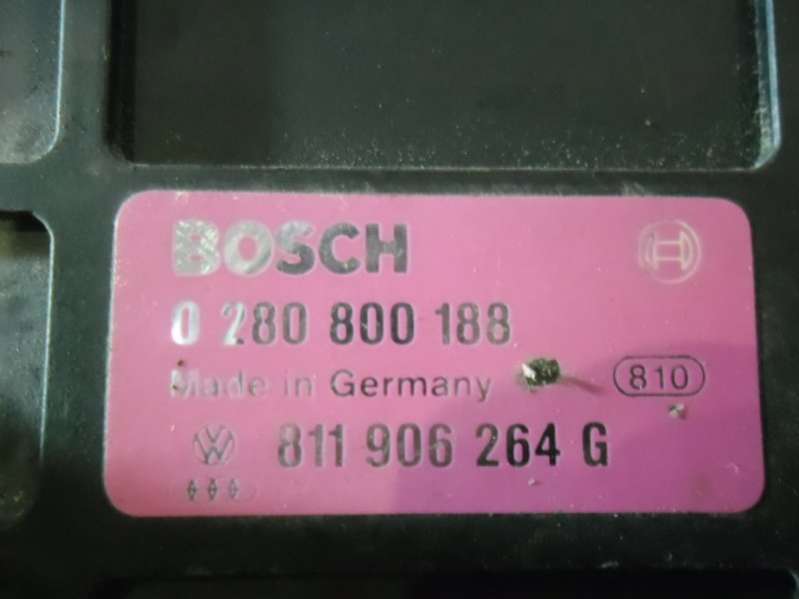 BOSCH
0 280 800 188
Made in Germany 810
811 906 264 G